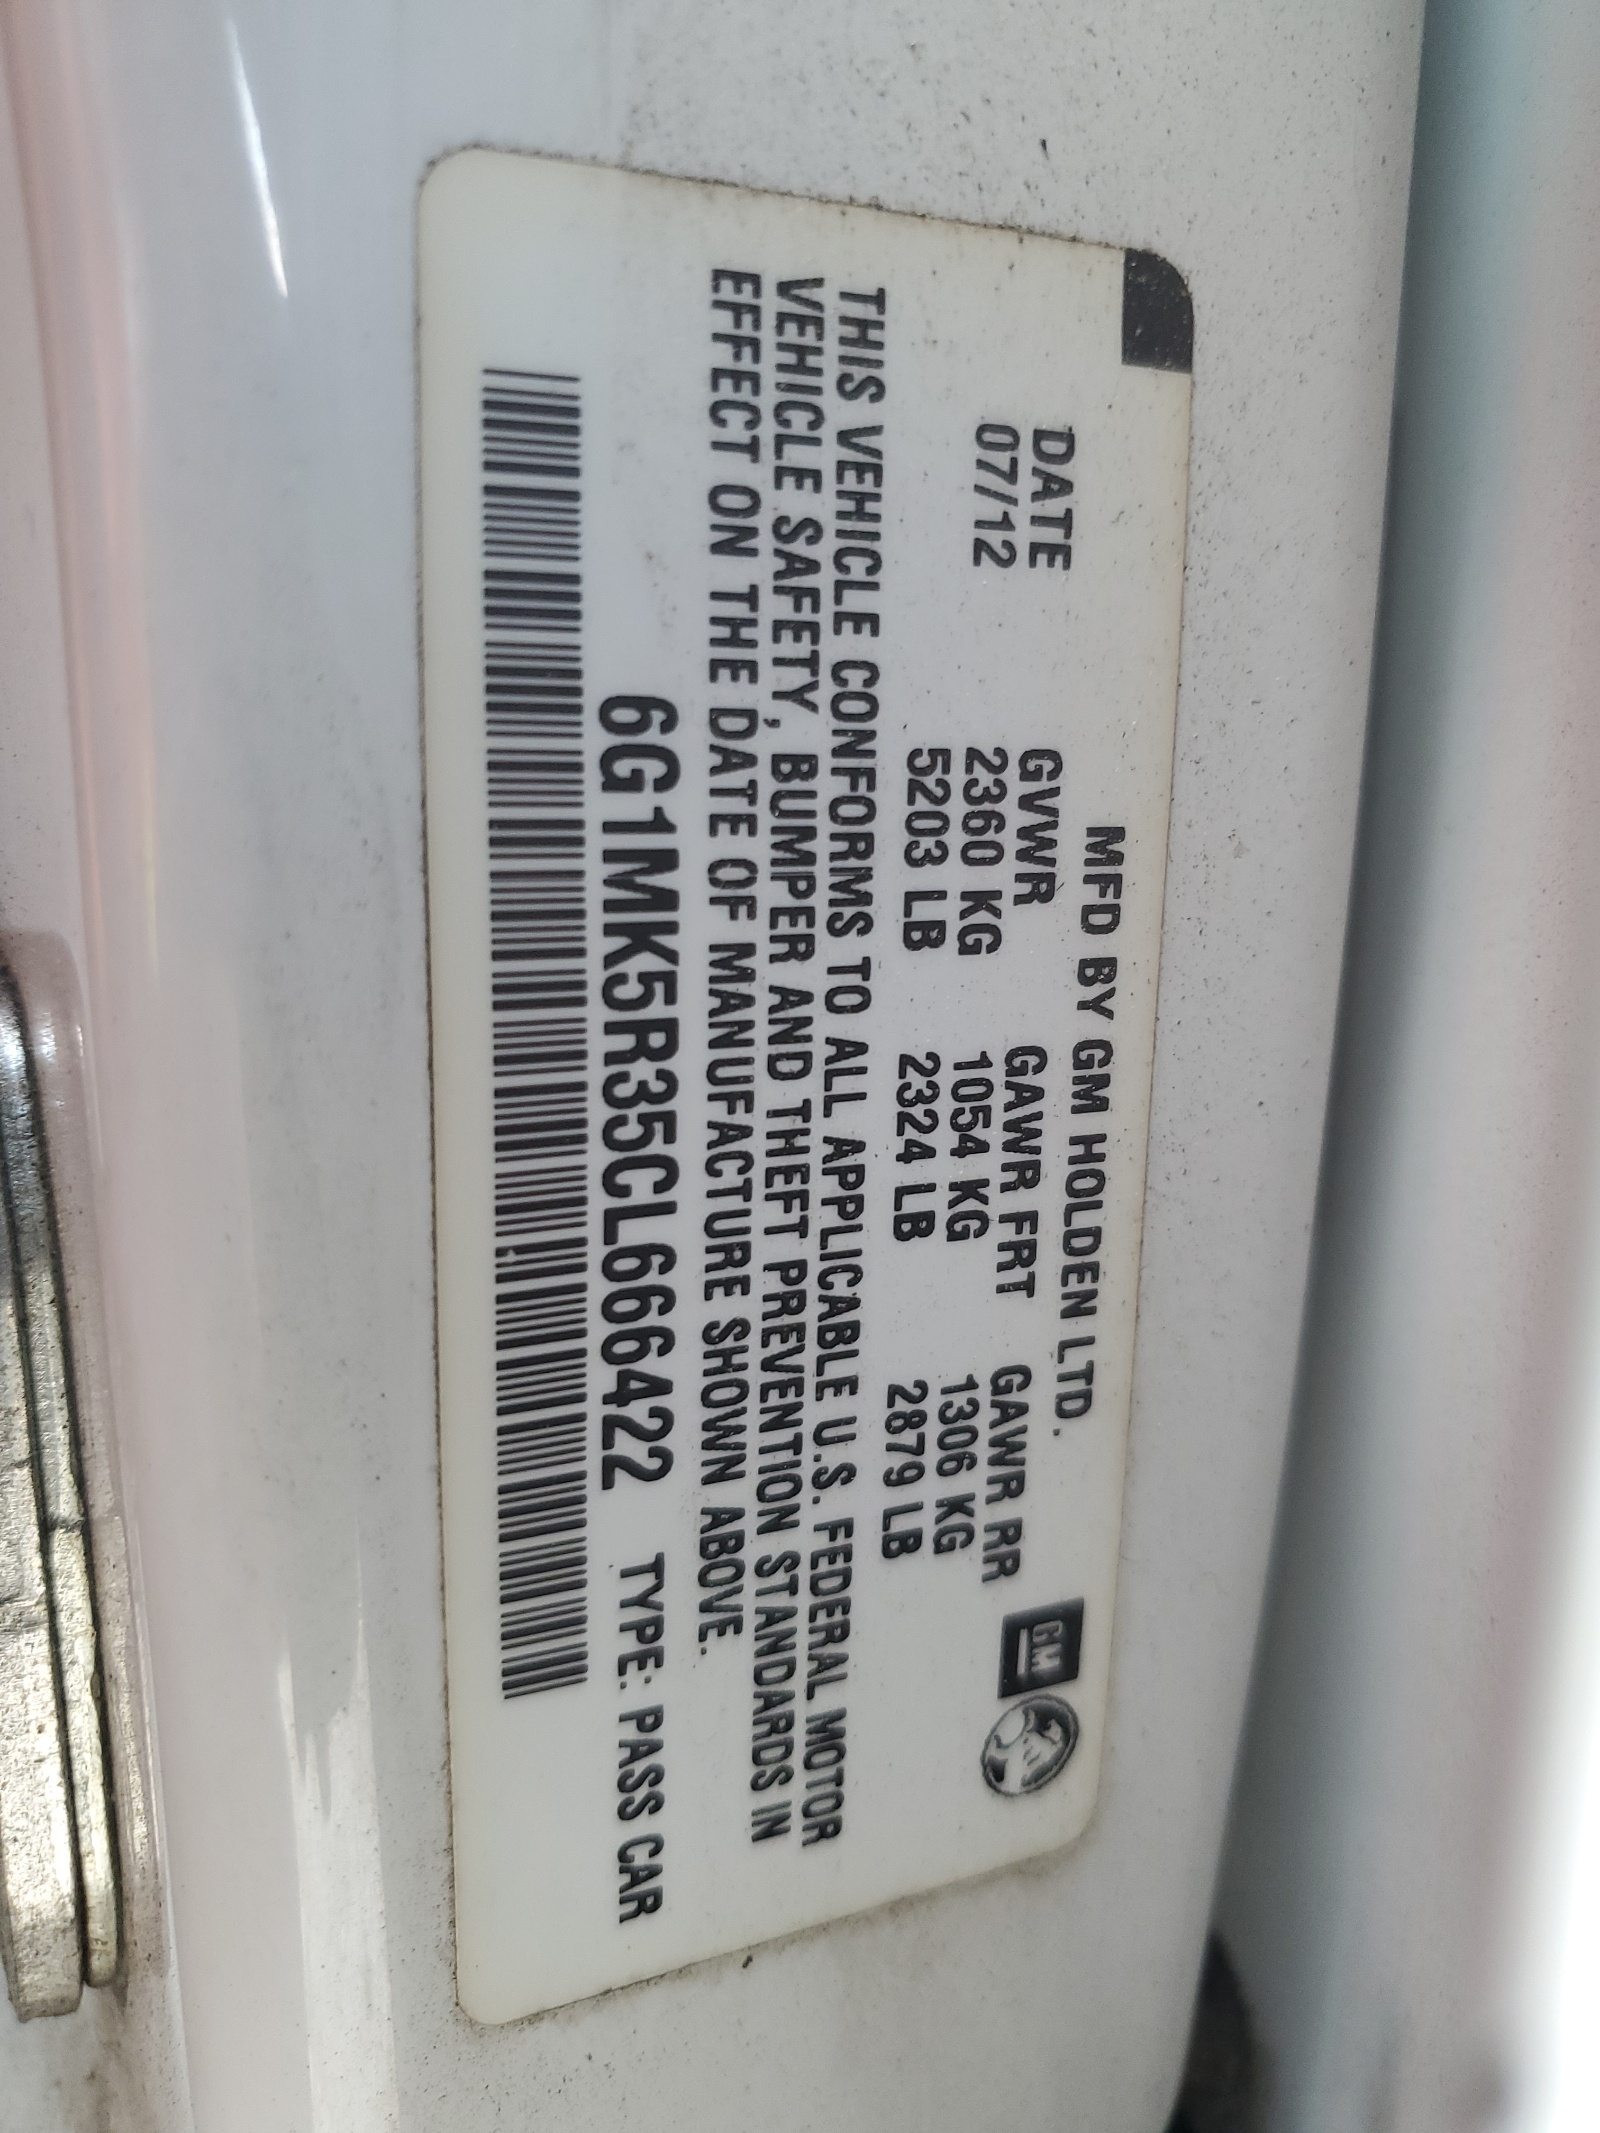 MFD BY GM HOLDEN LTD.
DATE GVWR GAWR FRT GAWR RR
07/12 2360 KG 1054 KG 1306 KG
5203 LB 2324 LB 2879 LB
GM
THIS VEHICLE CONFORMS TO ALL APPLICABLE U.S. FEDERAL MOTOR
VEHICLE SAFETY, BUMPER AND THEFT PREVENTION STANDARDS IN
EFFECT ON THE DATE OF MANUFACTURE SHOWN ABOVE.
6G1MK5R35CL666422 TYPE: PASS CAR